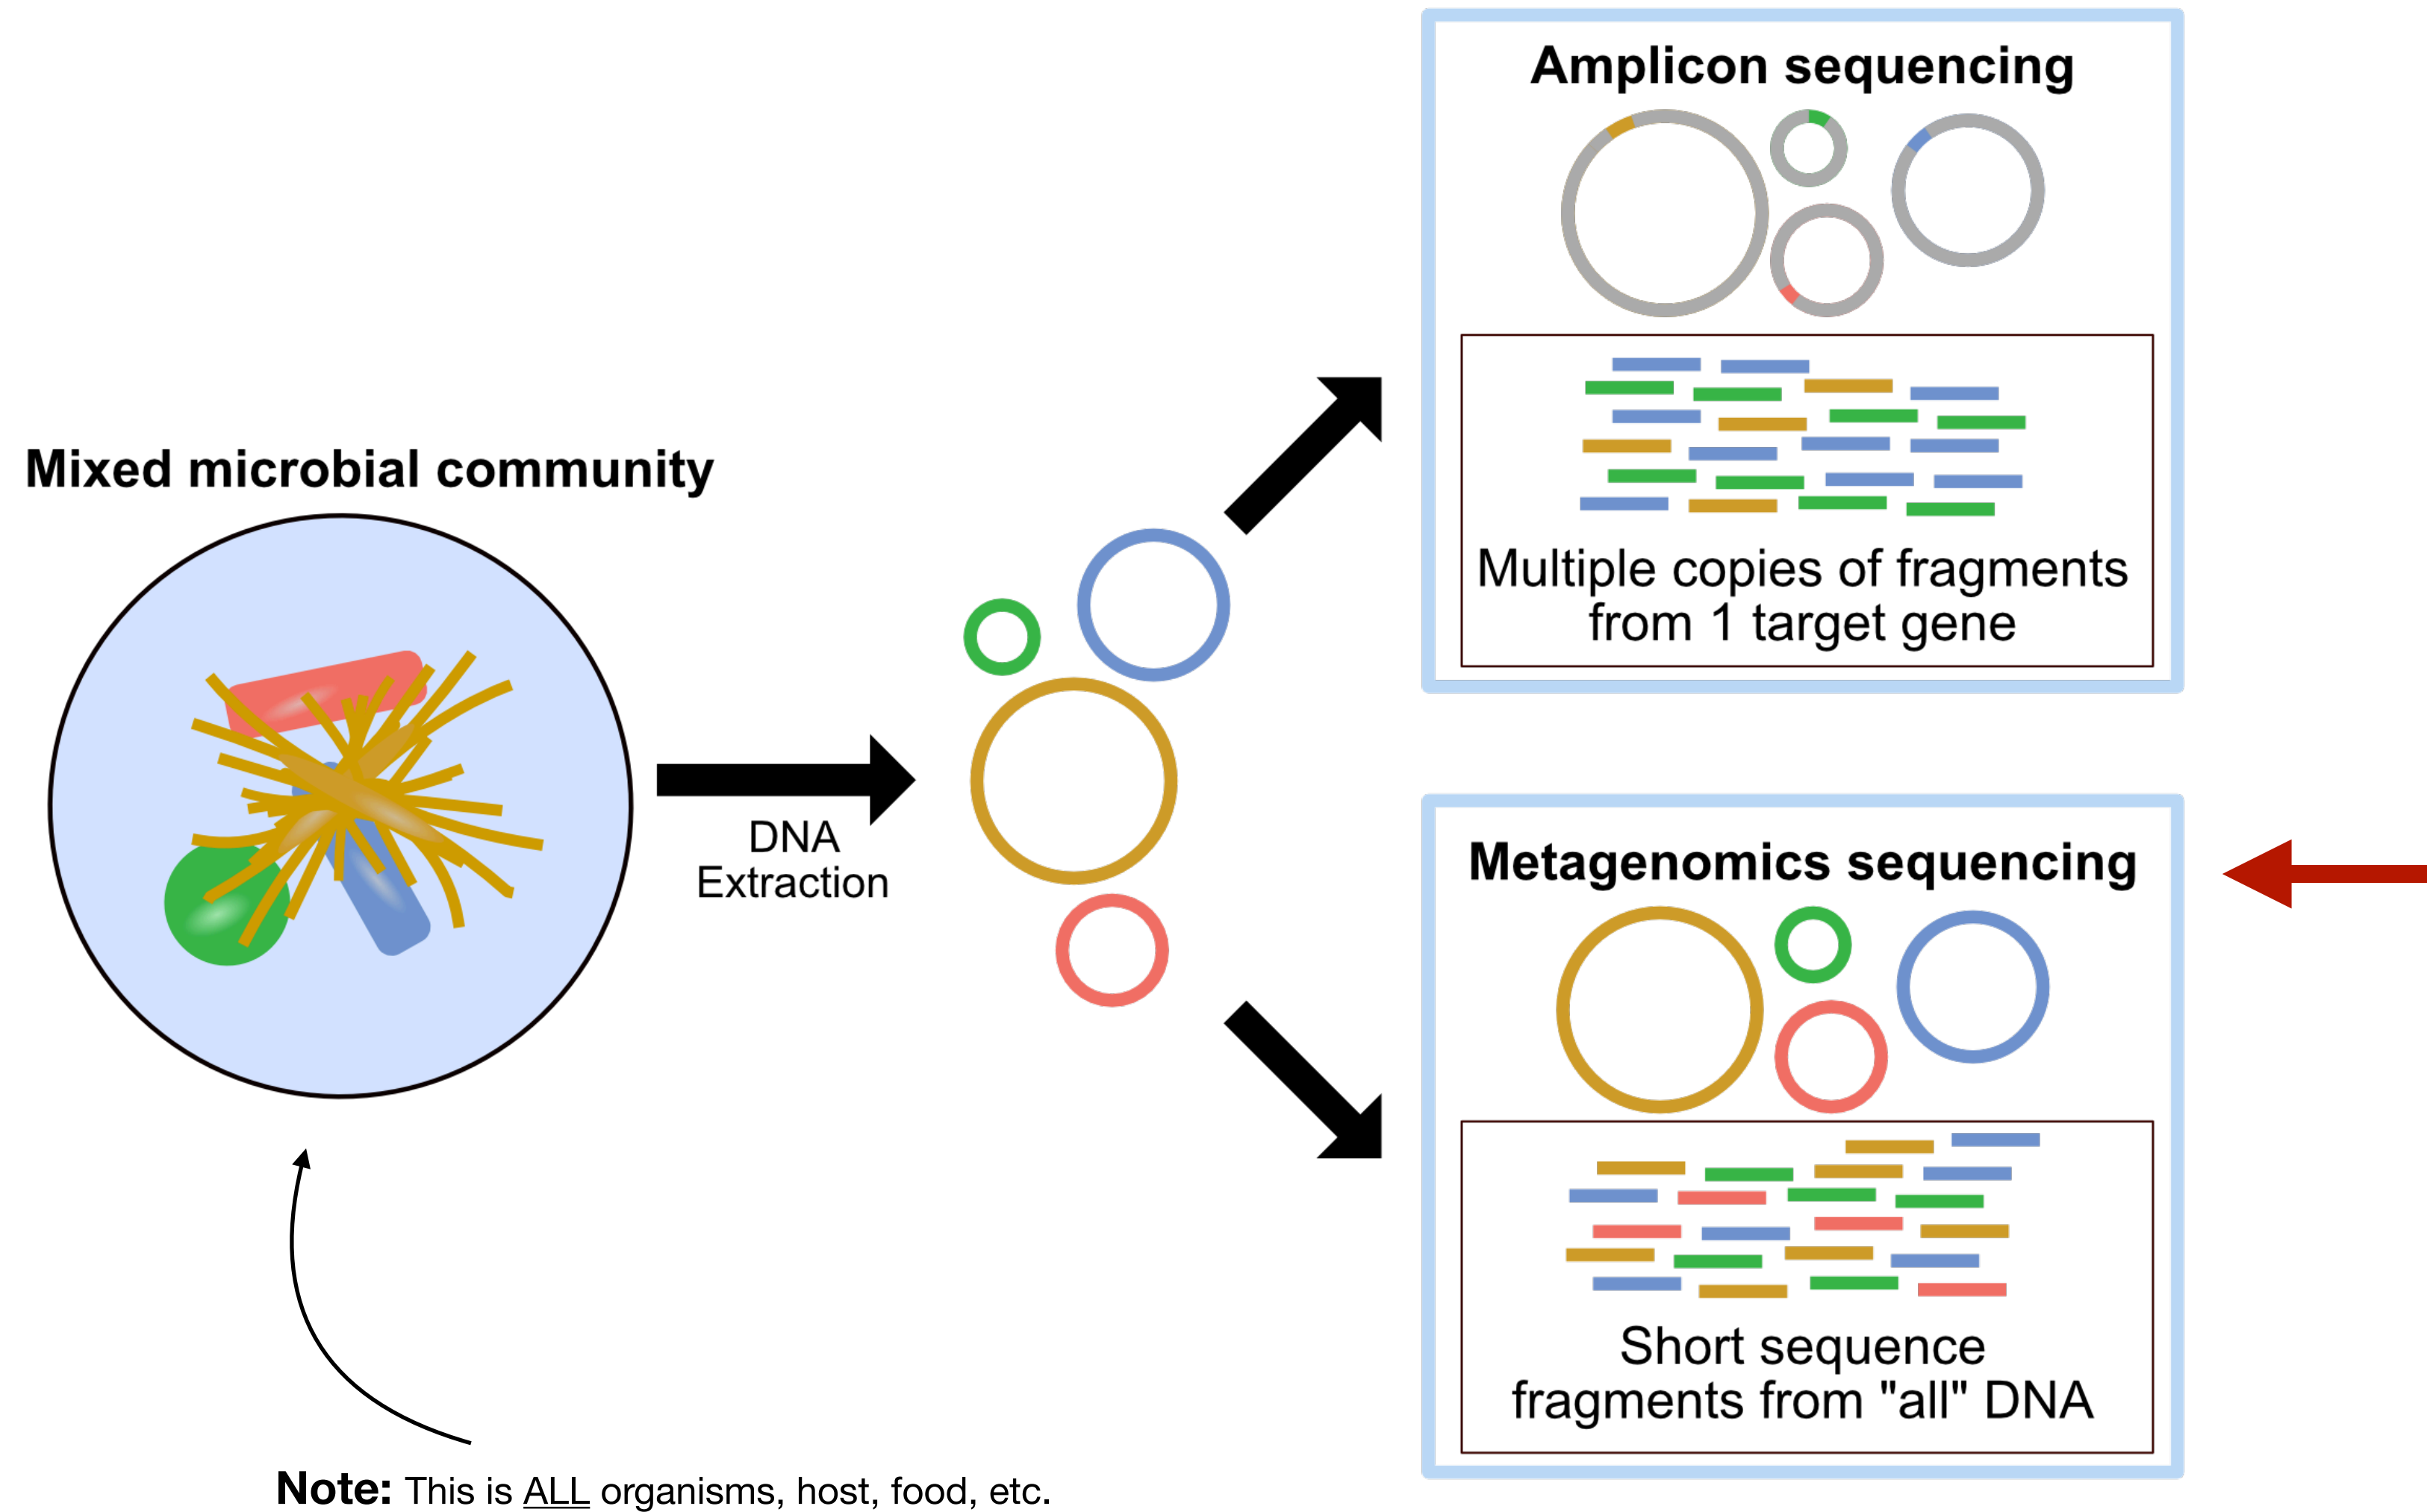 Mixed microbial community
DNA
Extraction
Amplicon sequencing
Multiple copies of fragments
from 1 target gene
Metagenomics sequencing
Short sequence
fragments from "all" DNA
Note: This is ALL organisms, host, food, etc.